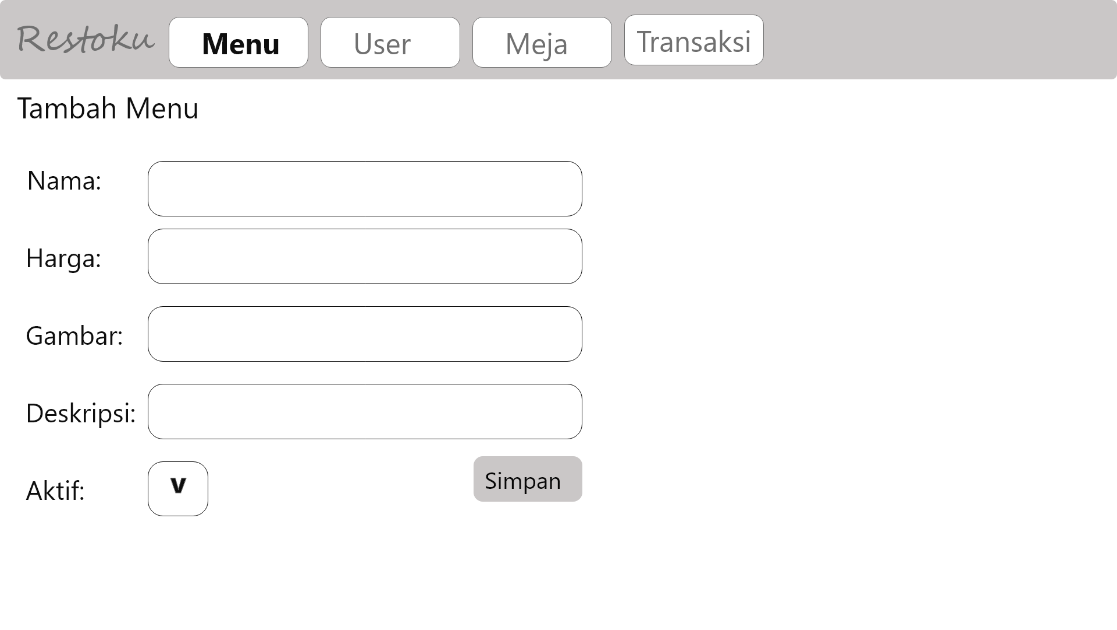 Restoku Menu User Meja Transaksi
Tambah Menu
Nama:
Harga:
Gambar:
Deskripsi:
Aktif: v Simpan